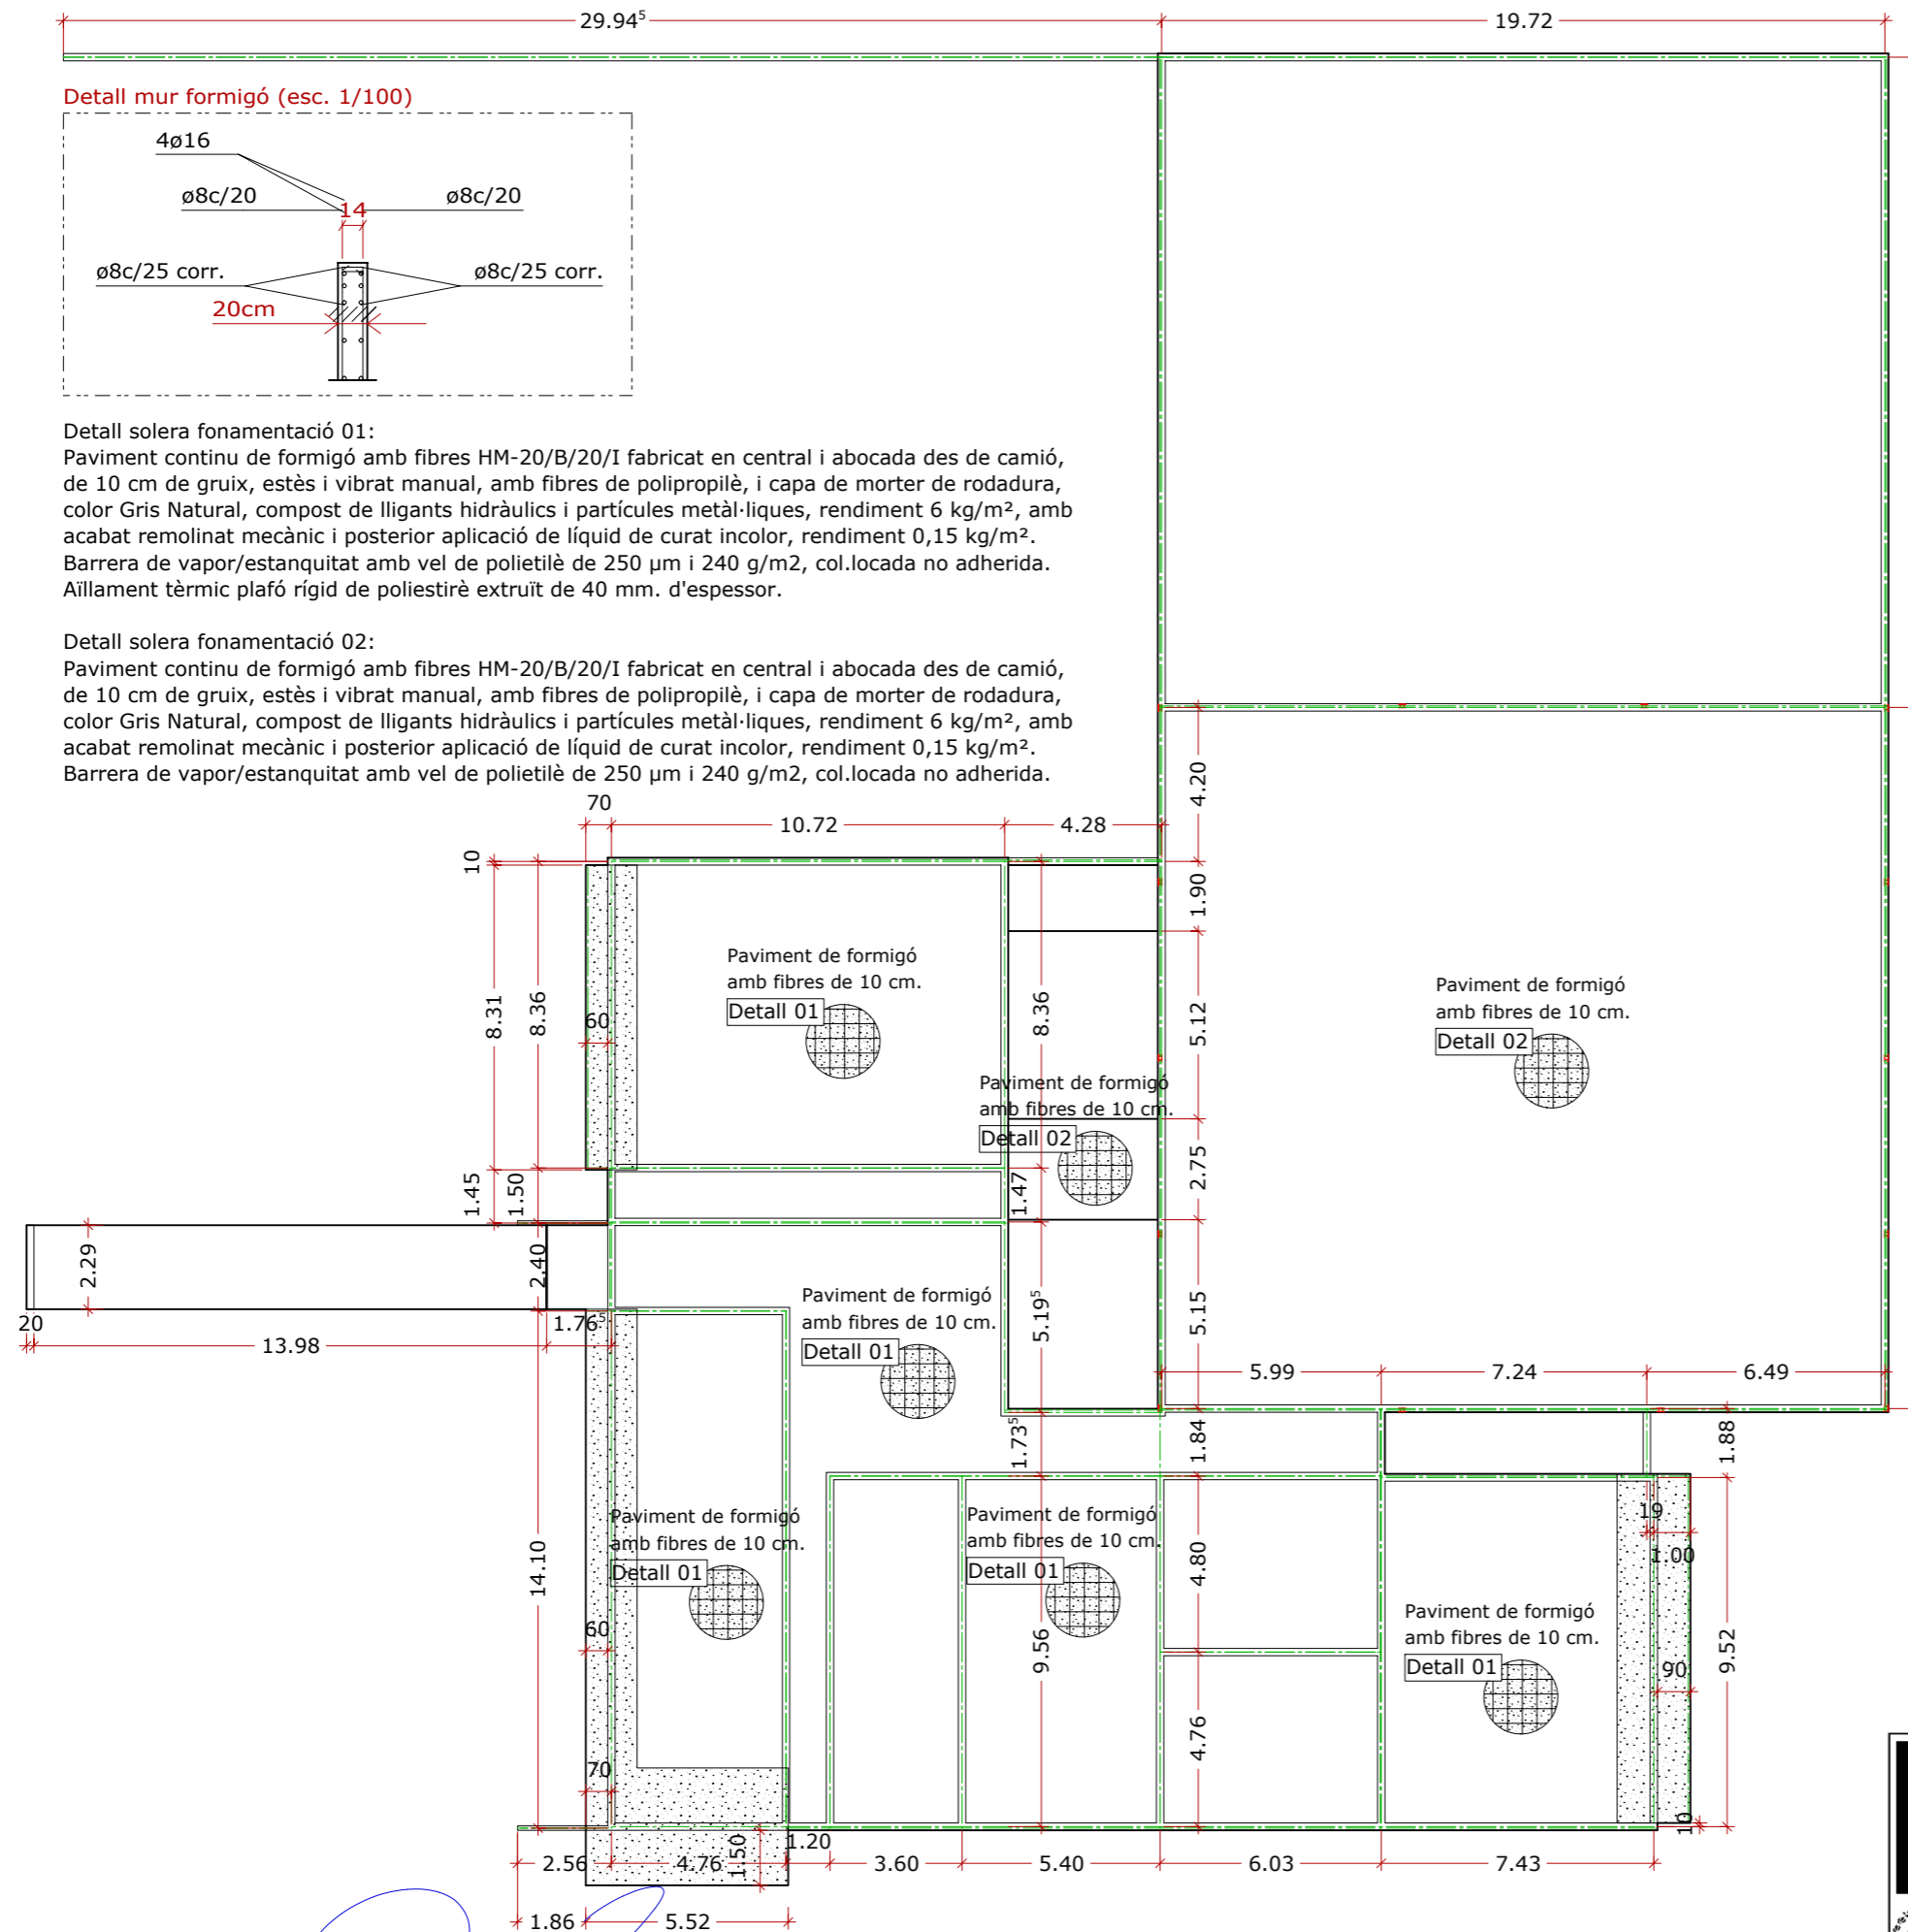 29.94⁵
19.72
Detall mur formigó (esc. 1/100)
4ø16
ø8c/20
14
ø8c/20
ø8c/25 corr.
ø8c/25 corr.
20cm
Detall solera fonamentació 01:
Paviment continu de formigó amb fibres HM-20/B/20/I fabricat en central i abocada des de camió,
de 10 cm de gruix, estès i vibrat manual, amb fibres de polipropilè, i capa de morter de rodadura,
color Gris Natural, compost de lligants hidràulics i partícules metàl·liques, rendiment 6 kg/m², amb
acabat remolinat mecànic i posterior aplicació de líquid de curat incolor, rendiment 0,15 kg/m².
Barrera de vapor/estanquitat amb vel de polietilè de 250 µm i 240 g/m2, col.locada no adherida.
Aïllament tèrmic plafó rígid de poliestirè extruït de 40 mm. d'espessor.
Detall solera fonamentació 02:
Paviment continu de formigó amb fibres HM-20/B/20/I fabricat en central i abocada des de camió,
de 10 cm de gruix, estès i vibrat manual, amb fibres de polipropilè, i capa de morter de rodadura,
color Gris Natural, compost de lligants hidràulics i partícules metàl·liques, rendiment 6 kg/m², amb
acabat remolinat mecànic i posterior aplicació de líquid de curat incolor, rendiment 0,15 kg/m².
Barrera de vapor/estanquitat amb vel de polietilè de 250 µm i 240 g/m2, col.locada no adherida.
4.20
70
10.72
4.28
10
1.90
8.31
8.36
60
Paviment de formigó
amb fibres de 10 cm.
Detall 01
8.36
5.12
Paviment de formigó
amb fibres de 10 cm.
Detall 02
Paviment de formigó
amb fibres de 10 cm.
Detall 02
1.45
1.50
1.47
2.75
2.29
2.40
20
13.98
1.76⁵
Paviment de formigó
amb fibres de 10 cm.
Detall 01
5.19⁵
5.15
5.99
7.24
6.49
1.73⁵
1.84
1.88
14.10
Paviment de formigó
amb fibres de 10 cm.
Detall 01
Paviment de formigó
amb fibres de 10 cm.
Detall 01
19
1.00
4.80
60
9.56
Paviment de formigó
amb fibres de 10 cm.
Detall 01
90
9.52
4.76
70
10
2.56
4.76
1.50
1.20
3.60
5.40
6.03
7.43
1.86
5.52